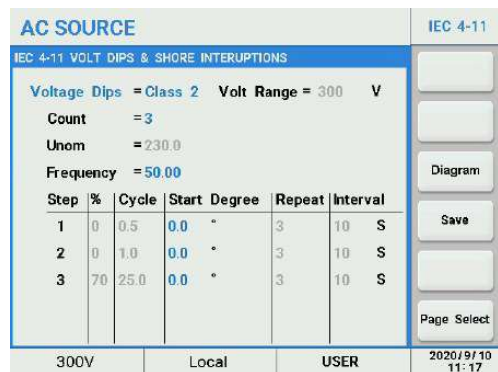 AC SOURCE
IEC 4-11
IEC 4-11 VOLT DIPS & SHORE INTERUPTIONS
Voltage Dips = Class 2 Volt Range = 300 V
Count = 3
Unom = 230.0
Frequency = 50.00
Step % Cycle Start Degree Repeat Interval
1 0 0.5 0.0 ° 3 10 S
2 0 1.0 0.0 ° 3 10 S
3 70 25.0 0.0 ° 3 10 S
Diagram
Save
Page Select
300V Local USER 2020/9/10
11:17